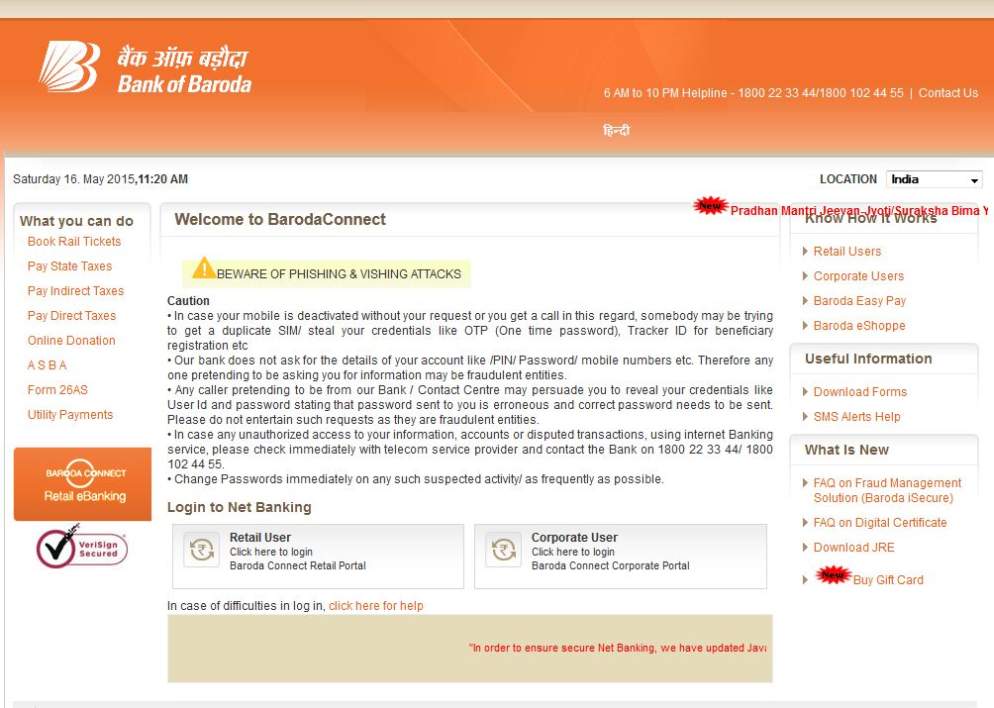 बैंक ऑफ़ बड़ौदा
Bank of Baroda
6 AM to 10 PM Helpline - 1800 22 33 44/1800 102 44 55 | Contact Us
हिन्दी
Saturday 16. May 2015,11:20 AM
LOCATION India
What you can do
Book Rail Tickets
Pay State Taxes
Pay Indirect Taxes
Pay Direct Taxes
Online Donation
A S B A
Form 26AS
Utility Payments
BARODA CONNECT
Retail eBanking
VeriSign
Secured
Welcome to BarodaConnect
New Pradhan Mantri Jeevan Jyoti/Suraksha Bima Y
BEWARE OF PHISHING & VISHING ATTACKS
Caution
• In case your mobile is deactivated without your request or you get a call in this regard, somebody may be trying
to get a duplicate SIM/ steal your credentials like OTP (One time password), Tracker ID for beneficiary
registration etc
• Our bank does not ask for the details of your account like /PIN/ Password/ mobile numbers etc. Therefore any
one pretending to be asking you for information may be fraudulent entities.
• Any caller pretending to be from our Bank / Contact Centre may persuade you to reveal your credentials like
User Id and password stating that password sent to you is erroneous and correct password needs to be sent.
Please do not entertain such requests as they are fraudulent entities.
• In case any unauthorized access to your information, accounts or disputed transactions, using internet Banking
service, please check immediately with telecom service provider and contact the Bank on 1800 22 33 44/ 1800
102 44 55.
• Change Passwords immediately on any such suspected activity/ as frequently as possible.
Login to Net Banking
Retail User
Click here to login
Baroda Connect Retail Portal
Corporate User
Click here to login
Baroda Connect Corporate Portal
In case of difficulties in log in, click here for help
"In order to ensure secure Net Banking, we have updated Java
Know How It Works
Retail Users
Corporate Users
Baroda Easy Pay
Baroda eShoppe
Useful Information
Download Forms
SMS Alerts Help
What Is New
FAQ on Fraud Management
Solution (Baroda iSecure)
FAQ on Digital Certificate
Download JRE
New Buy Gift Card